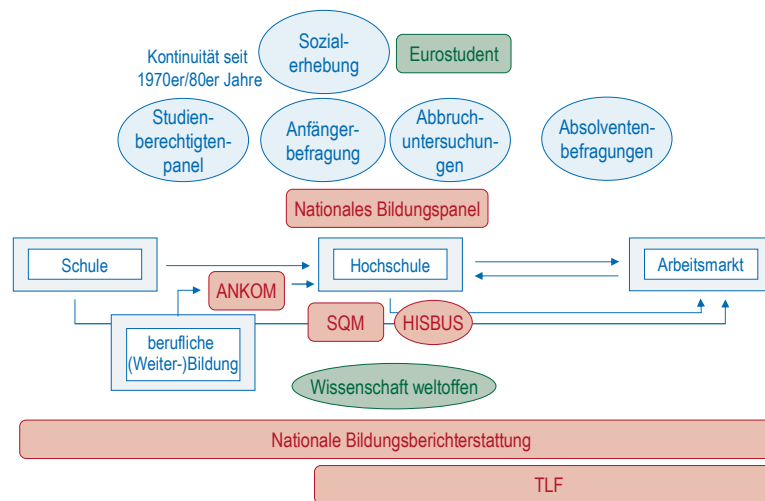 Sozial-
erhebung
Eurostudent
Kontinuität seit
1970er/80er Jahre
Studien-
berechtigten-
panel
Anfänger-
befragung
Abbruch-
untersuchun-
gen
Absolventen-
befragungen
Nationales Bildungspanel
Schule
Hochschule
Arbeitsmarkt
ANKOM
SQM
HISBUS
berufliche
(Weiter-)Bildung
Wissenschaft weltoffen
Nationale Bildungsberichterstattung
TLF